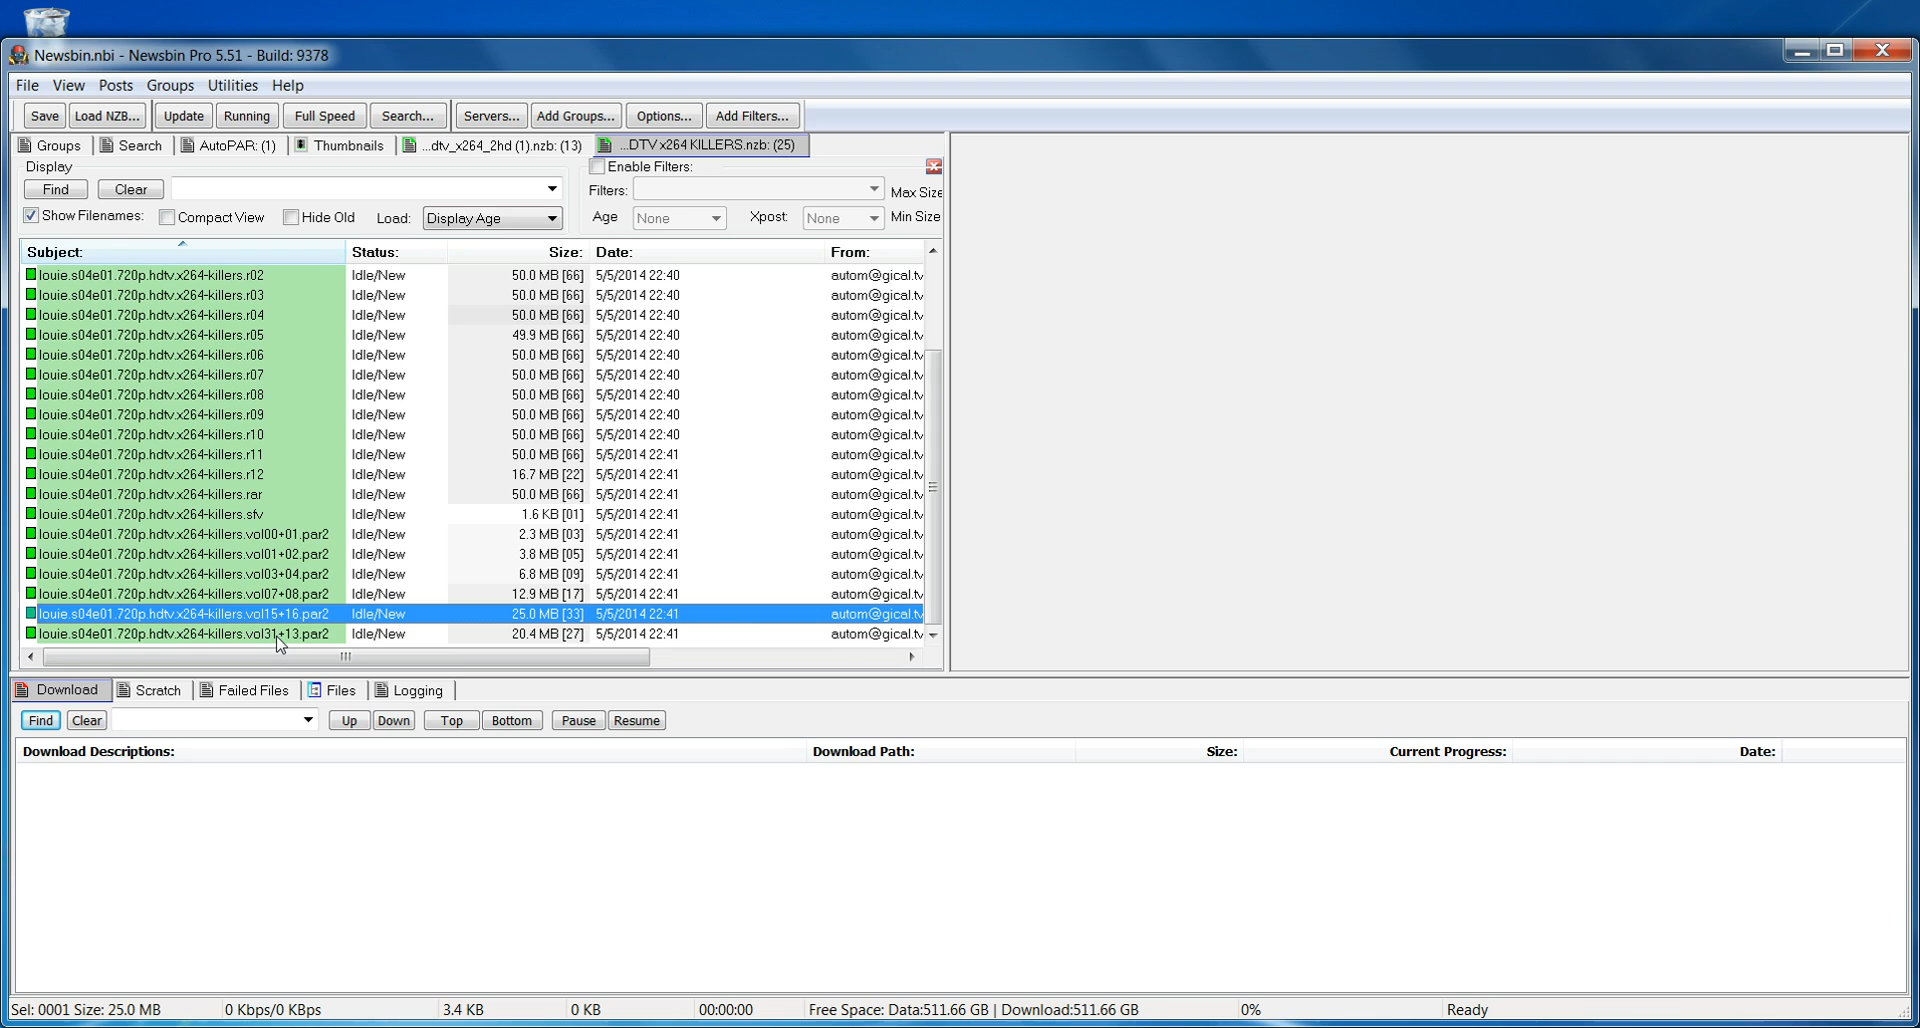 Newsbin.nbi - Newsbin Pro 5.51 - Build: 9378
File View Posts Groups Utilities Help
Save Load NZB... Update Running Full Speed Search... Servers... Add Groups... Options... Add Filters...
Groups Search AutoPAR: (1) Thumbnails ...dtv_x264_2hd (1).nzb: (13) ...DTV x264 KILLERS.nzb: (25)
Display Enable Filters:
Find Clear Filters: Max Size
Show Filenames: Compact View Hide Old Load: Display Age Age None Xpost: None Min Size
Subject: Status: Size: Date: From:
louie.s04e01.720p.hdtv.x264-killers.r02 Idle/New 50.0 MB [66] 5/5/2014 22:40 autom@gical.tv
louie.s04e01.720p.hdtv.x264-killers.r03 Idle/New 50.0 MB [66] 5/5/2014 22:40 autom@gical.tv
louie.s04e01.720p.hdtv.x264-killers.r04 Idle/New 50.0 MB [66] 5/5/2014 22:40 autom@gical.tv
louie.s04e01.720p.hdtv.x264-killers.r05 Idle/New 49.9 MB [66] 5/5/2014 22:40 autom@gical.tv
louie.s04e01.720p.hdtv.x264-killers.r06 Idle/New 50.0 MB [66] 5/5/2014 22:40 autom@gical.tv
louie.s04e01.720p.hdtv.x264-killers.r07 Idle/New 50.0 MB [66] 5/5/2014 22:40 autom@gical.tv
louie.s04e01.720p.hdtv.x264-killers.r08 Idle/New 50.0 MB [66] 5/5/2014 22:40 autom@gical.tv
louie.s04e01.720p.hdtv.x264-killers.r09 Idle/New 50.0 MB [66] 5/5/2014 22:40 autom@gical.tv
louie.s04e01.720p.hdtv.x264-killers.r10 Idle/New 50.0 MB [66] 5/5/2014 22:40 autom@gical.tv
louie.s04e01.720p.hdtv.x264-killers.r11 Idle/New 50.0 MB [66] 5/5/2014 22:41 autom@gical.tv
louie.s04e01.720p.hdtv.x264-killers.r12 Idle/New 16.7 MB [22] 5/5/2014 22:41 autom@gical.tv
louie.s04e01.720p.hdtv.x264-killers.rar Idle/New 50.0 MB [66] 5/5/2014 22:41 autom@gical.tv
louie.s04e01.720p.hdtv.x264-killers.sfv Idle/New 1.6 KB [01] 5/5/2014 22:41 autom@gical.tv
louie.s04e01.720p.hdtv.x264-killers.vol00+01.par2 Idle/New 2.3 MB [03] 5/5/2014 22:41 autom@gical.tv
louie.s04e01.720p.hdtv.x264-killers.vol01+02.par2 Idle/New 3.8 MB [05] 5/5/2014 22:41 autom@gical.tv
louie.s04e01.720p.hdtv.x264-killers.vol03+04.par2 Idle/New 6.8 MB [09] 5/5/2014 22:41 autom@gical.tv
louie.s04e01.720p.hdtv.x264-killers.vol07+08.par2 Idle/New 12.9 MB [17] 5/5/2014 22:41 autom@gical.tv
louie.s04e01.720p.hdtv.x264-killers.vol15+16.par2 Idle/New 25.0 MB [33] 5/5/2014 22:41 autom@gical.tv
louie.s04e01.720p.hdtv.x264-killers.vol31+13.par2 Idle/New 20.4 MB [27] 5/5/2014 22:41 autom@gical.tv
Download Scratch Failed Files Files Logging
Find Clear Up Down Top Bottom Pause Resume
Download Descriptions: Download Path: Size: Current Progress: Date:
Sel: 0001 Size: 25.0 MB 0 Kbps/0 KBps 3.4 KB 0 KB 00:00:00 Free Space: Data:511.66 GB | Download:511.66 GB 0% Ready